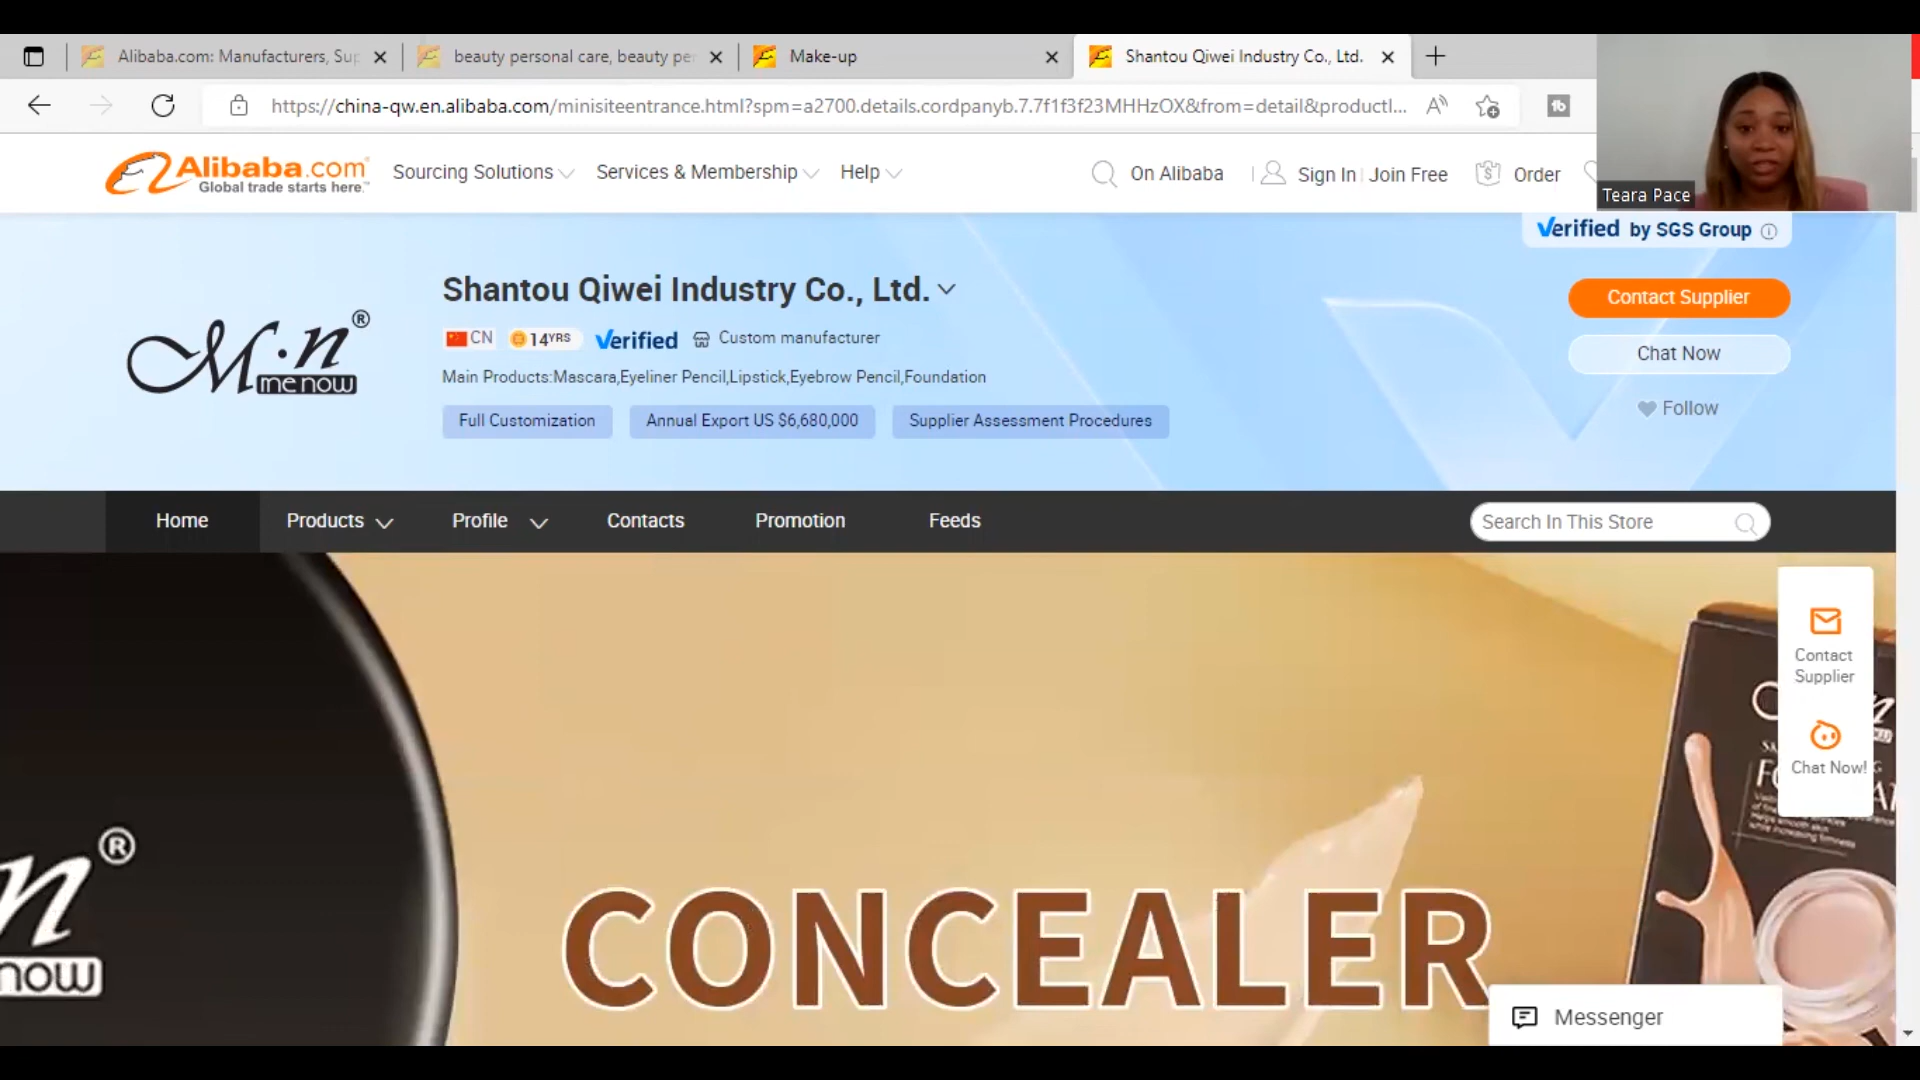 Alibaba.com: Manufacturers, Sup
beauty personal care, beauty pe
Make-up
Shantou Qiwei Industry Co., Ltd.
https://china-qw.en.alibaba.com/minisiteentrance.html?spm=a2700.details.cordpanyb.7.7f1f3f23MHHzOX&from=detail&productI...
Alibaba.com
Global trade starts here.™
Sourcing Solutions
Services & Membership
Help
On Alibaba
Sign In
Join Free
Order
Teara Pace
Verified by SGS Group
Shantou Qiwei Industry Co., Ltd.
M·n®
me now
CN
14YRS
Verified
Custom manufacturer
Main Products:Mascara,Eyeliner Pencil,Lipstick,Eyebrow Pencil,Foundation
Full Customization
Annual Export US $6,680,000
Supplier Assessment Procedures
Contact Supplier
Chat Now
Follow
Home
Products
Profile
Contacts
Promotion
Feeds
Search In This Store
Contact
Supplier
Chat Now!
n®
now
CONCEALER
Messenger